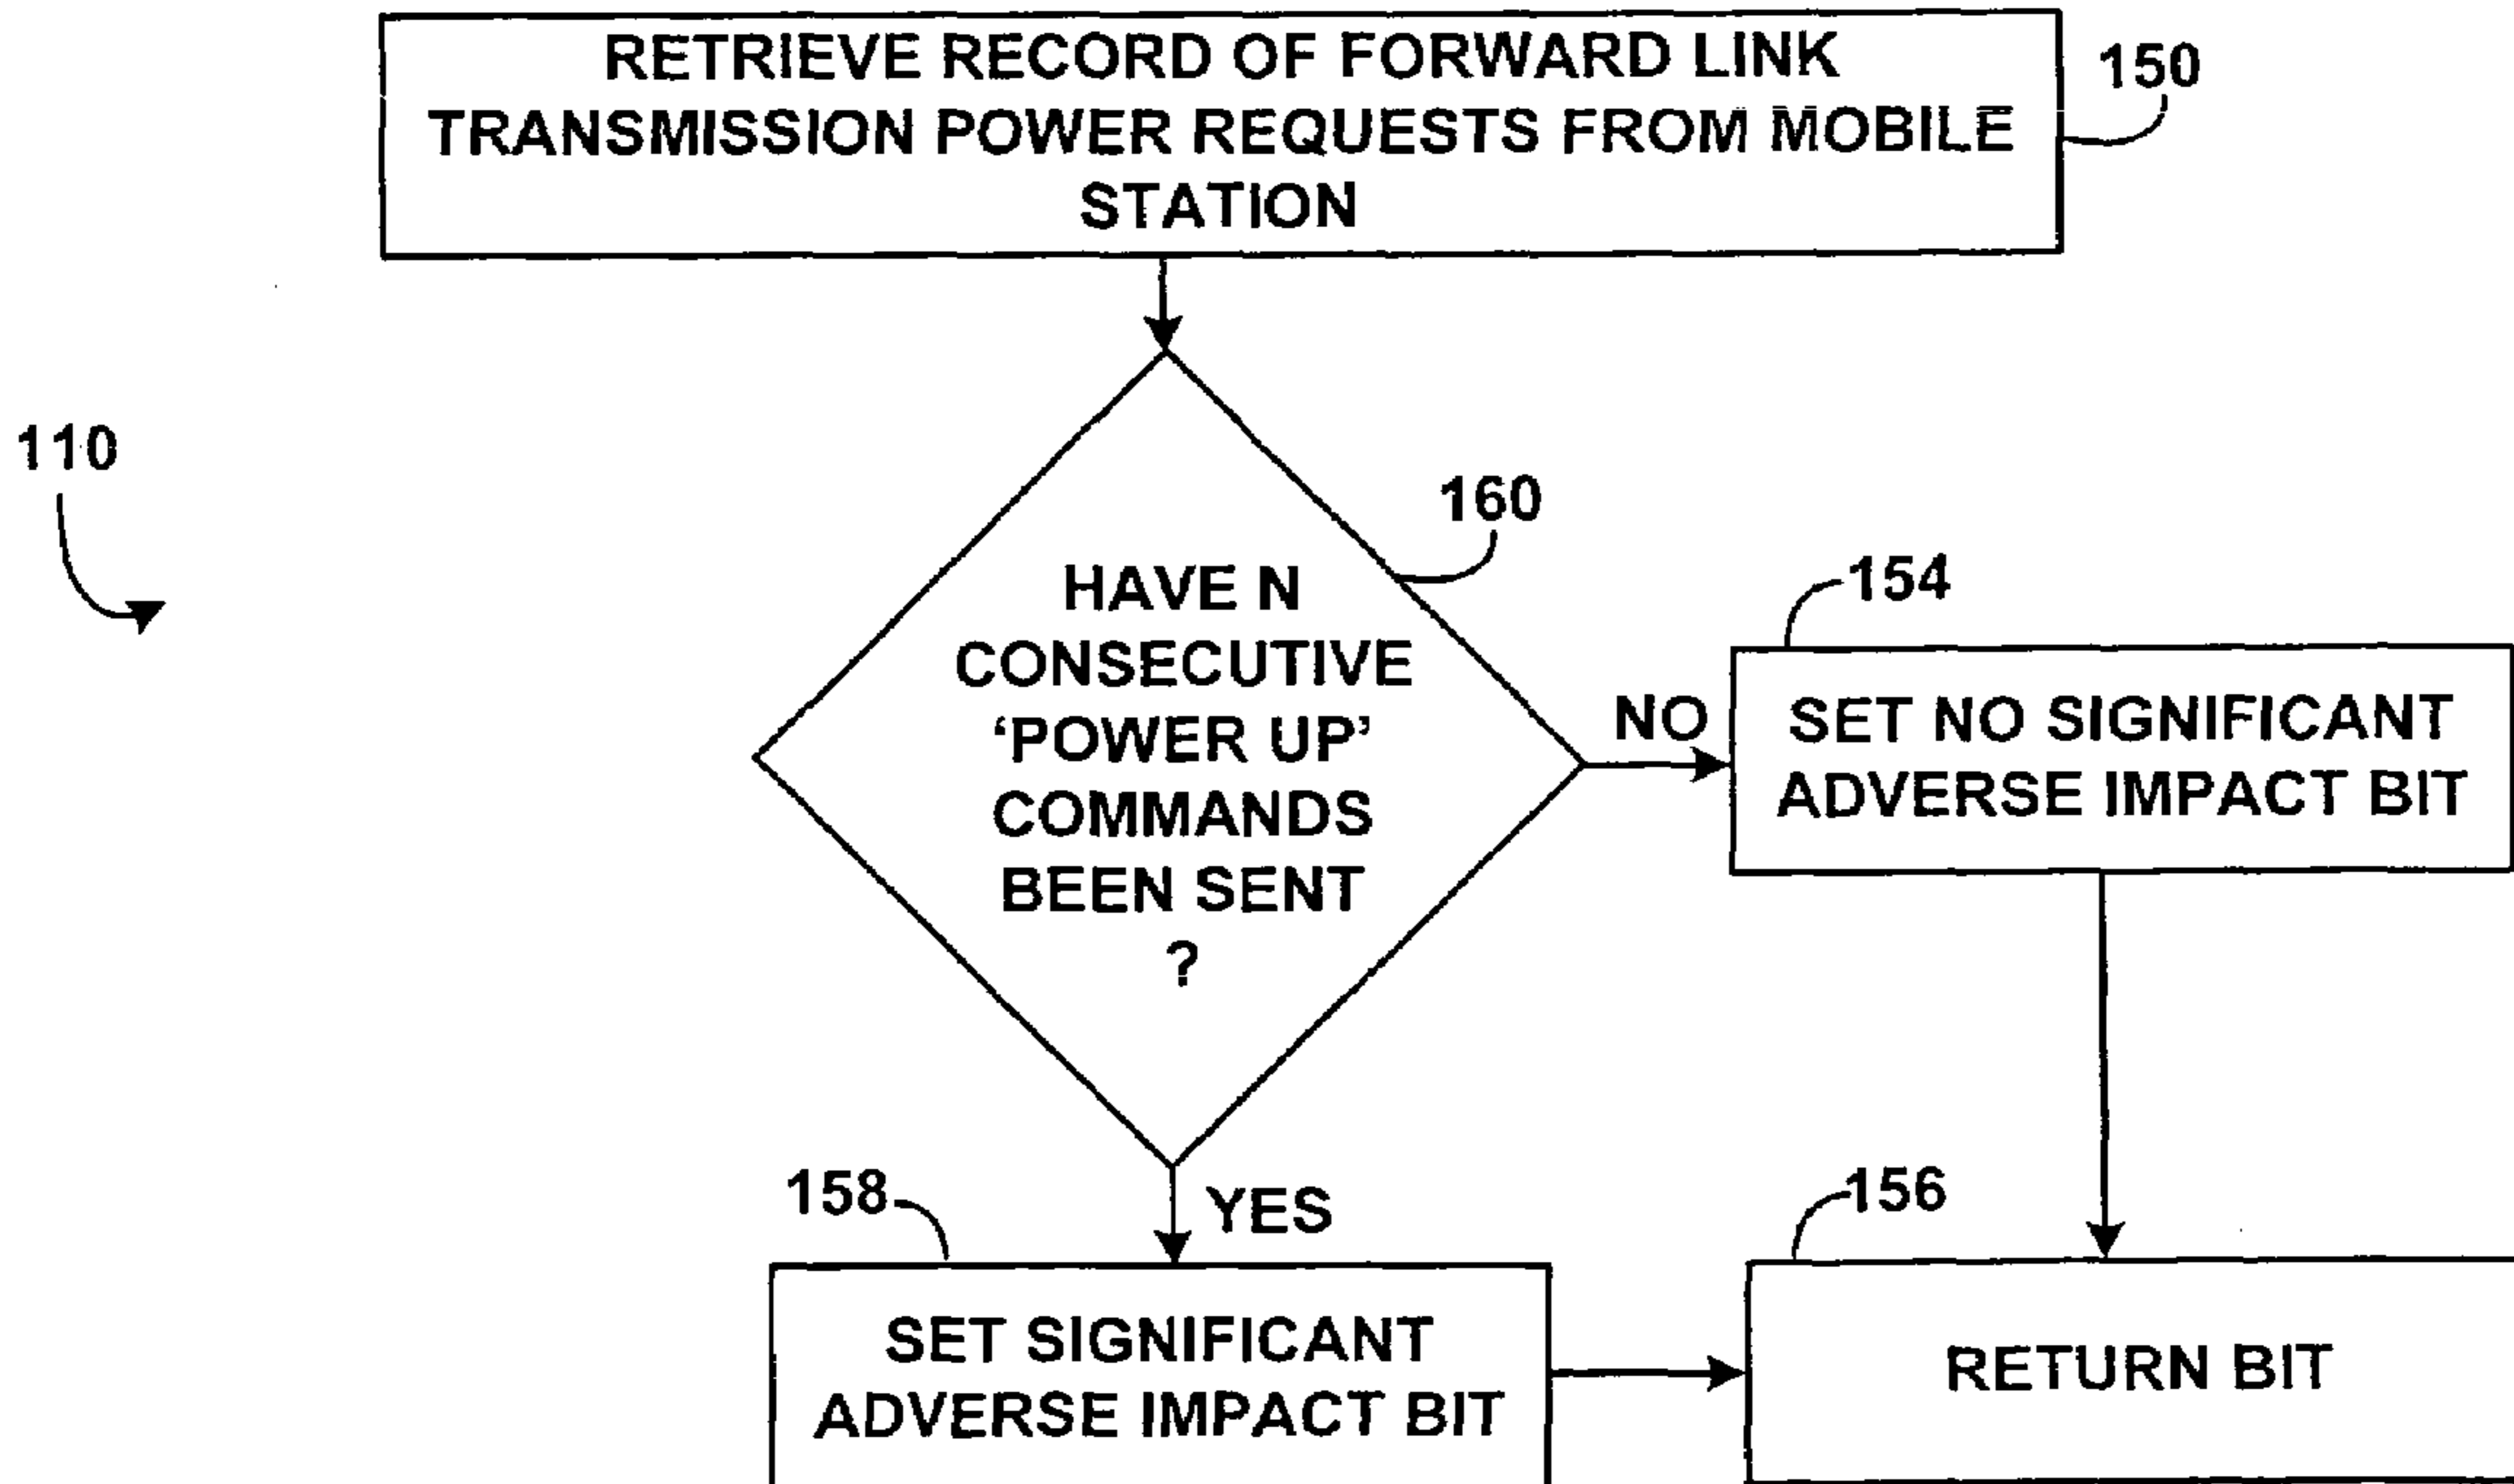 RETRIEVE RECORD OF FORWARD LINK
TRANSMISSION POWER REQUESTS FROM MOBILE
STATION
150
110
160
HAVE N
CONSECUTIVE
‘POWER UP’
COMMANDS
BEEN SENT
?
NO
154
SET NO SIGNIFICANT
ADVERSE IMPACT BIT
YES
158
SET SIGNIFICANT
ADVERSE IMPACT BIT
156
RETURN BIT